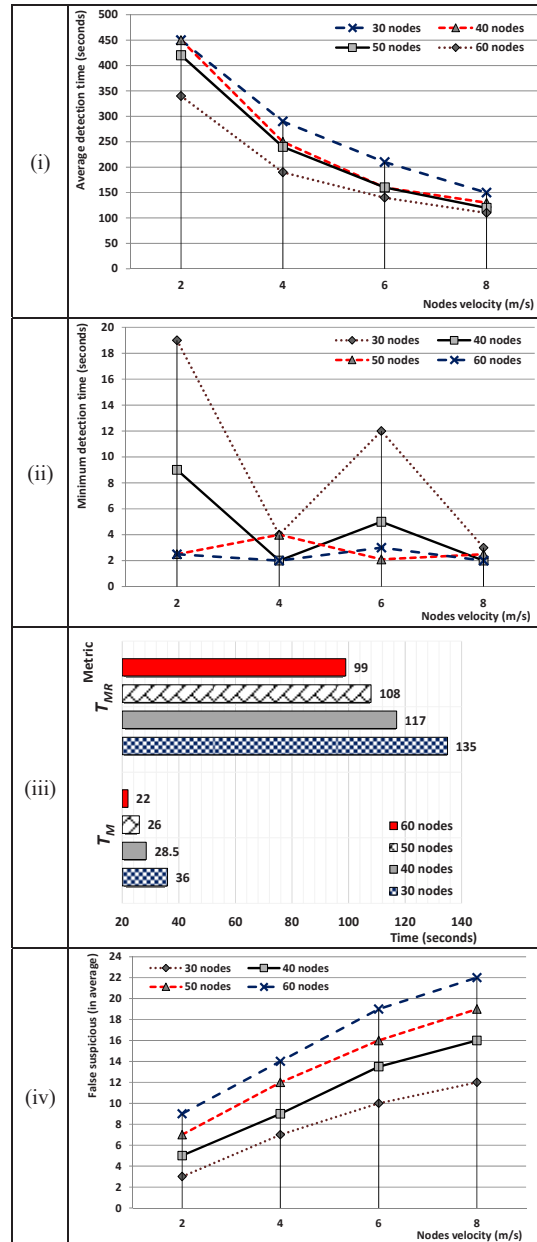 (i)
Average detection time (seconds)
500
450
400
350
300
250
200
150
100
50
0
30 nodes 40 nodes
50 nodes 60 nodes
2 4 6 8
Nodes velocity (m/s)
(ii)
Minimum detection time (seconds)
20
18
16
14
12
10
8
6
4
2
0
30 nodes 40 nodes
50 nodes 60 nodes
2 4 6 8
Nodes velocity (m/s)
(iii)
Metric
TMR
99
108
117
135
TM
22
26
28.5
36
60 nodes
50 nodes
40 nodes
30 nodes
20 40 60 80 100 120 140
Time (seconds)
(iv)
False suspicious (in average)
24
22
20
18
16
14
12
10
8
6
4
2
0
30 nodes 40 nodes
50 nodes 60 nodes
2 4 6 8
Nodes velocity (m/s)